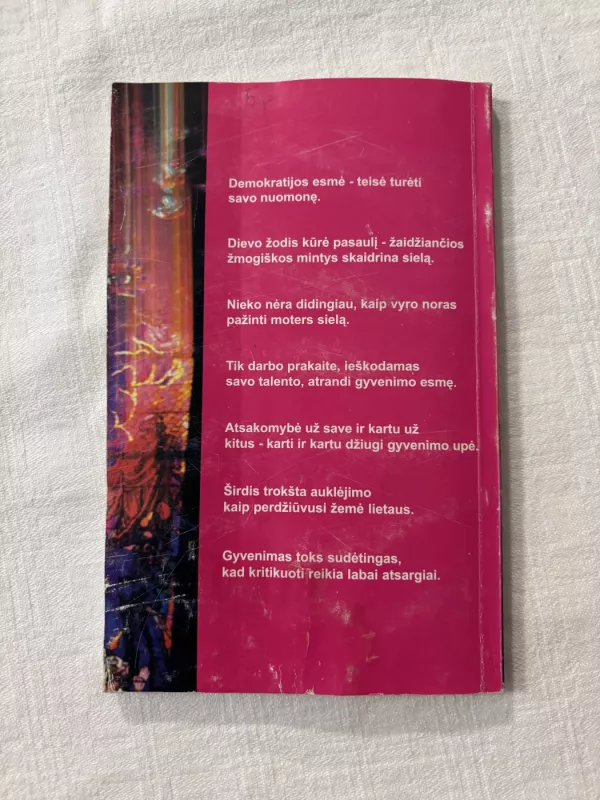 Demokratijos esmė - teisė turėti
savo nuomonę.
Dievo žodis kūrė pasaulį - žaidžiančios
žmogiškos mintys skaidrina sielą.
Nieko nėra didingiau, kaip vyro noras
pažinti moters sielą.
Tik darbo prakaite, ieškodamas
savo talento, atrandi gyvenimo esmę.
Atsakomybė už save ir kartu už
kitus - karti ir kartu džiugi gyvenimo upė.
Širdis trokšta auklėjimo
kaip perdžiūvusi žemė lietaus.
Gyvenimas toks sudėtingas,
kad kritikuoti reikia labai atsargiai.